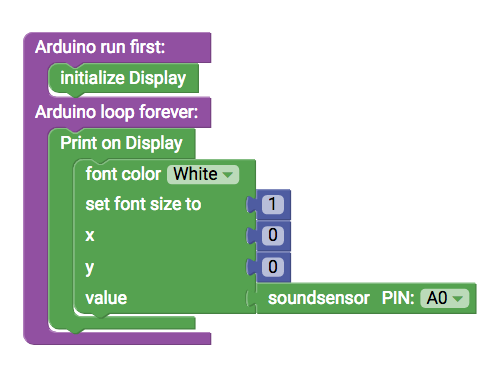 Arduino run first:
initialize Display
Arduino loop forever:
Print on Display
font color White
set font size to 1
x 0
y 0
value soundsensor PIN: A0